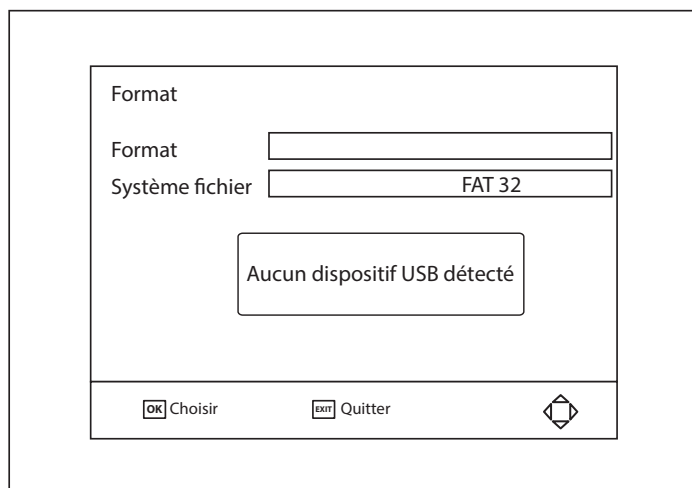 Format
Format
Système fichier FAT 32
Aucun dispositif USB détecté
OK Choisir EXIT Quitter